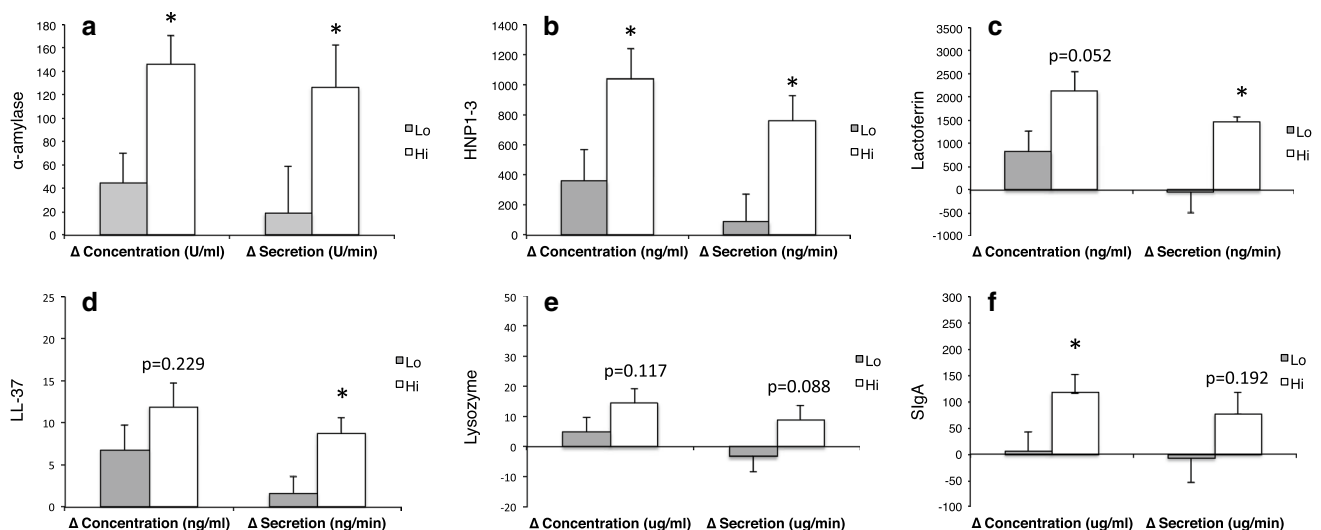 a
α-amylase
180
160
140
120
100
80
60
40
20
0
*
*
Lo
Hi
Δ Concentration (U/ml)
Δ Secretion (U/min)
b
HNP1-3
1400
1200
1000
800
600
400
200
0
*
*
Lo
Hi
Δ Concentration (ng/ml)
Δ Secretion (ng/min)
c
Lactoferrin
3500
3000
2500
2000
1500
1000
500
0
-500
-1000
p=0.052
*
Lo
Hi
Δ Concentration (ng/ml)
Δ Secretion (ng/min)
d
LL-37
25
20
15
10
5
0
p=0.229
*
Lo
Hi
Δ Concentration (ng/ml)
Δ Secretion (ng/min)
e
Lysozyme
50
40
30
20
10
0
-10
-20
p=0.117
p=0.088
Lo
Hi
Δ Concentration (ug/ml)
Δ Secretion (ug/min)
f
SIgA
300
250
200
150
100
50
0
-50
-100
*
p=0.192
Lo
Hi
Δ Concentration (ug/ml)
Δ Secretion (ug/min)